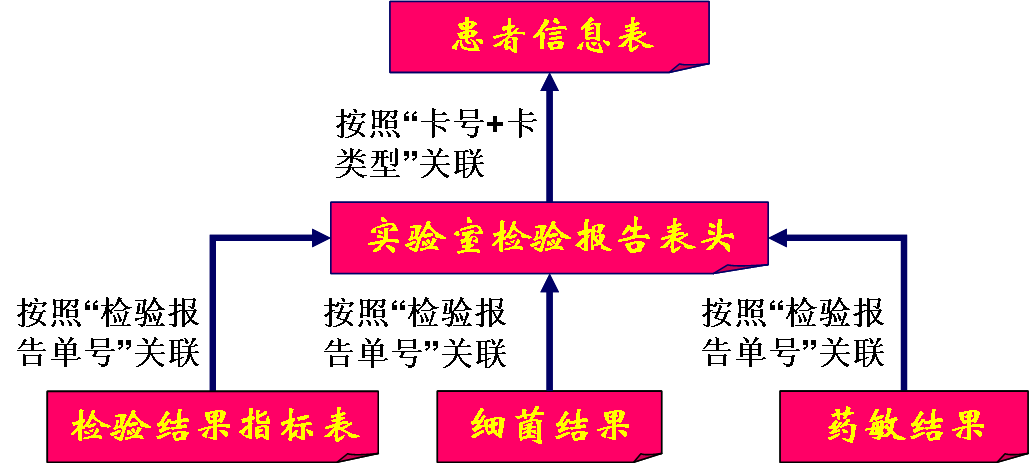 患者信息表
按照“卡号+卡
类型”关联
实验室检验报告表头
按照“检验报
告单号”关联
按照“检验报
告单号”关联
按照“检验报
告单号”关联
检验结果指标表
细菌结果
药敏结果